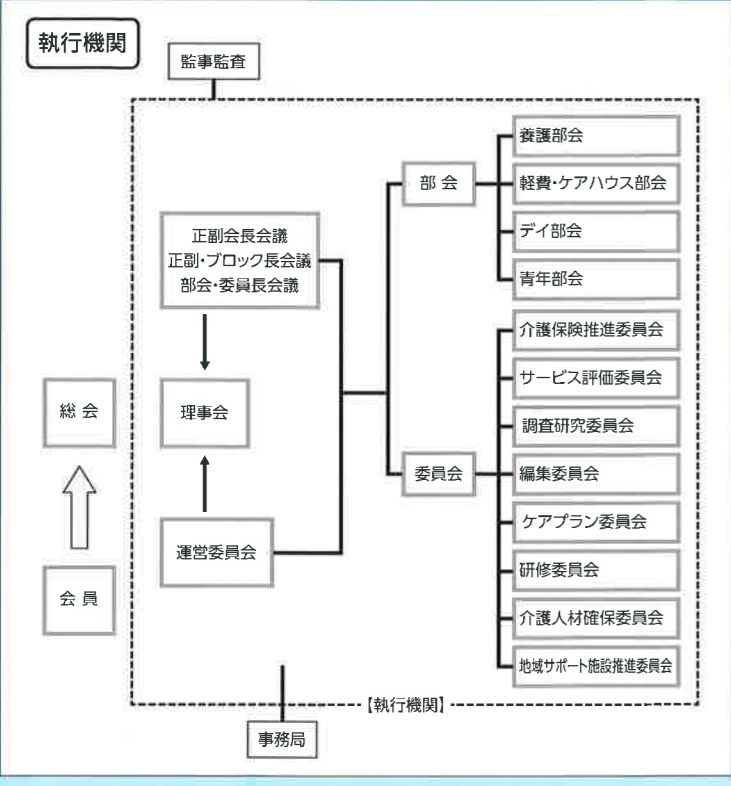 執行機関
監事監査
正副会長会議
正副・ブロック長会議
部会・委員長会議
理事会
運営委員会
総 会
会 員
部 会
養護部会
軽費・ケアハウス部会
デイ部会
青年部会
委員会
介護保険推進委員会
サービス評価委員会
調査研究委員会
編集委員会
ケアプラン委員会
研修委員会
介護人材確保委員会
地域サポート施設推進委員会
【執行機関】
事務局